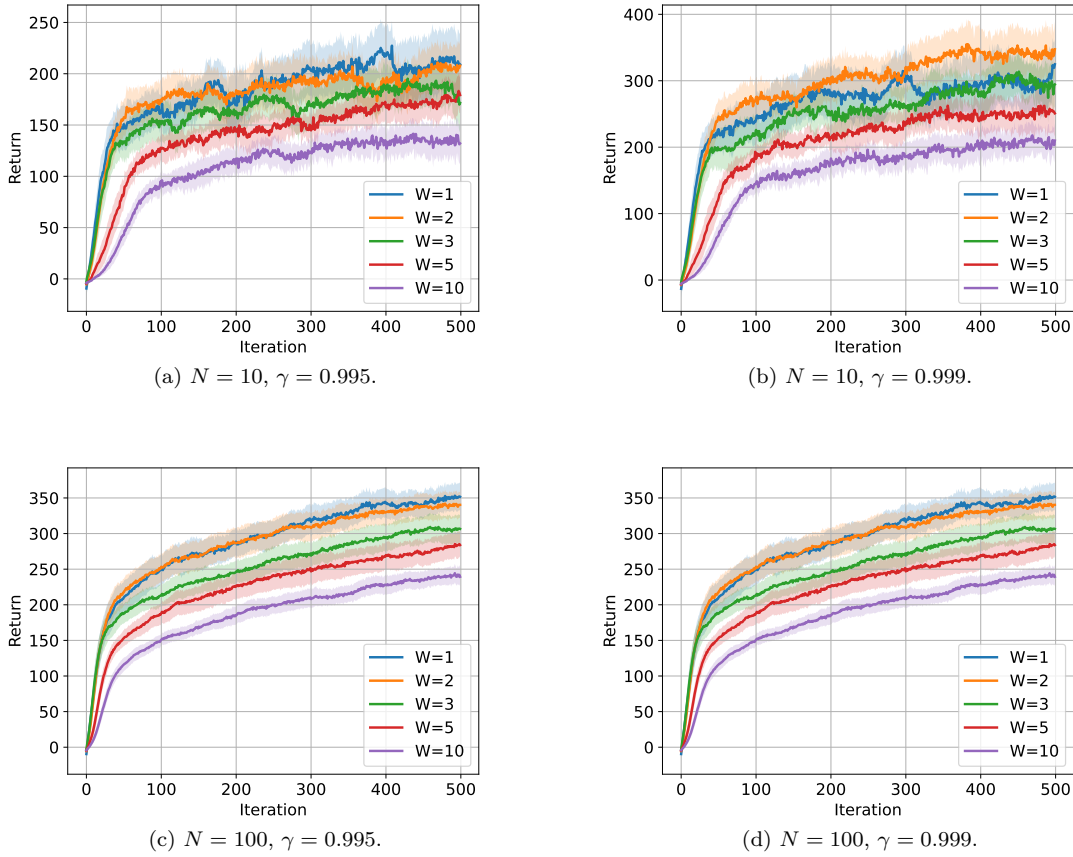 250
200
150
100
50
0
Return
W=1
W=2
W=3
W=5
W=10
0 100 200 300 400 500
Iteration
(a) N = 10, γ = 0.995.
400
300
200
100
0
Return
W=1
W=2
W=3
W=5
W=10
0 100 200 300 400 500
Iteration
(b) N = 10, γ = 0.999.
350
300
250
200
150
100
50
0
Return
W=1
W=2
W=3
W=5
W=10
0 100 200 300 400 500
Iteration
(c) N = 100, γ = 0.995.
350
300
250
200
150
100
50
0
Return
W=1
W=2
W=3
W=5
W=10
0 100 200 300 400 500
Iteration
(d) N = 100, γ = 0.999.